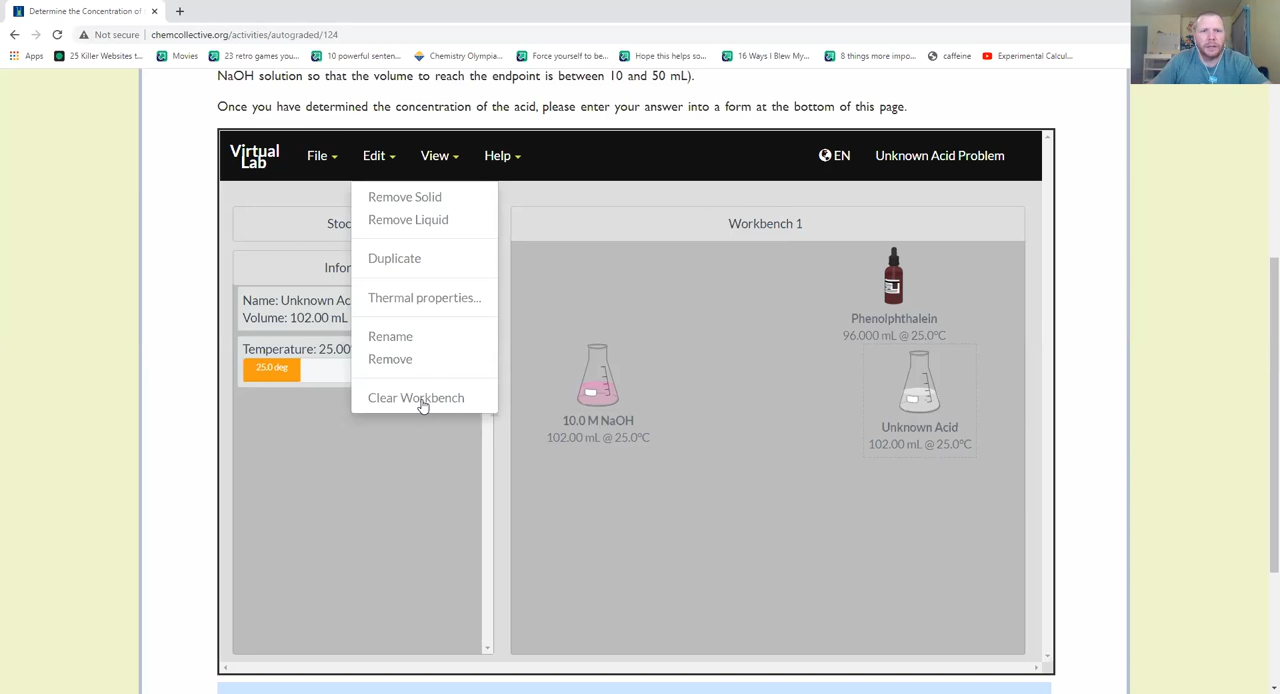 Determine the Concentration of
Not secure
chemcollective.org/activities/autograded/124
Apps
25 Killer Websites t...
Movies
23 retro games you...
10 powerful senten...
Chemistry Olympia...
Force yourself to be...
Hope this helps so...
16 Ways I Blew My...
8 things more impo...
caffeine
Experimental Calcul...
NaOH solution so that the volume to reach the endpoint is between 10 and 50 mL).
Once you have determined the concentration of the acid, please enter your answer into a form at the bottom of this page.
Virtual
Lab
File
Edit
View
Help
EN
Unknown Acid Problem
Stoc
Infor
Name: Unknown Ac
Volume: 102.00 mL
Temperature: 25.00
25.0 deg
Remove Solid
Remove Liquid
Duplicate
Thermal properties...
Rename
Remove
Clear Workbench
Workbench 1
Phenolphthalein
96.000 mL @ 25.0°C
10.0 M NaOH
102.00 mL @ 25.0°C
Unknown Acid
102.00 mL @ 25.0°C